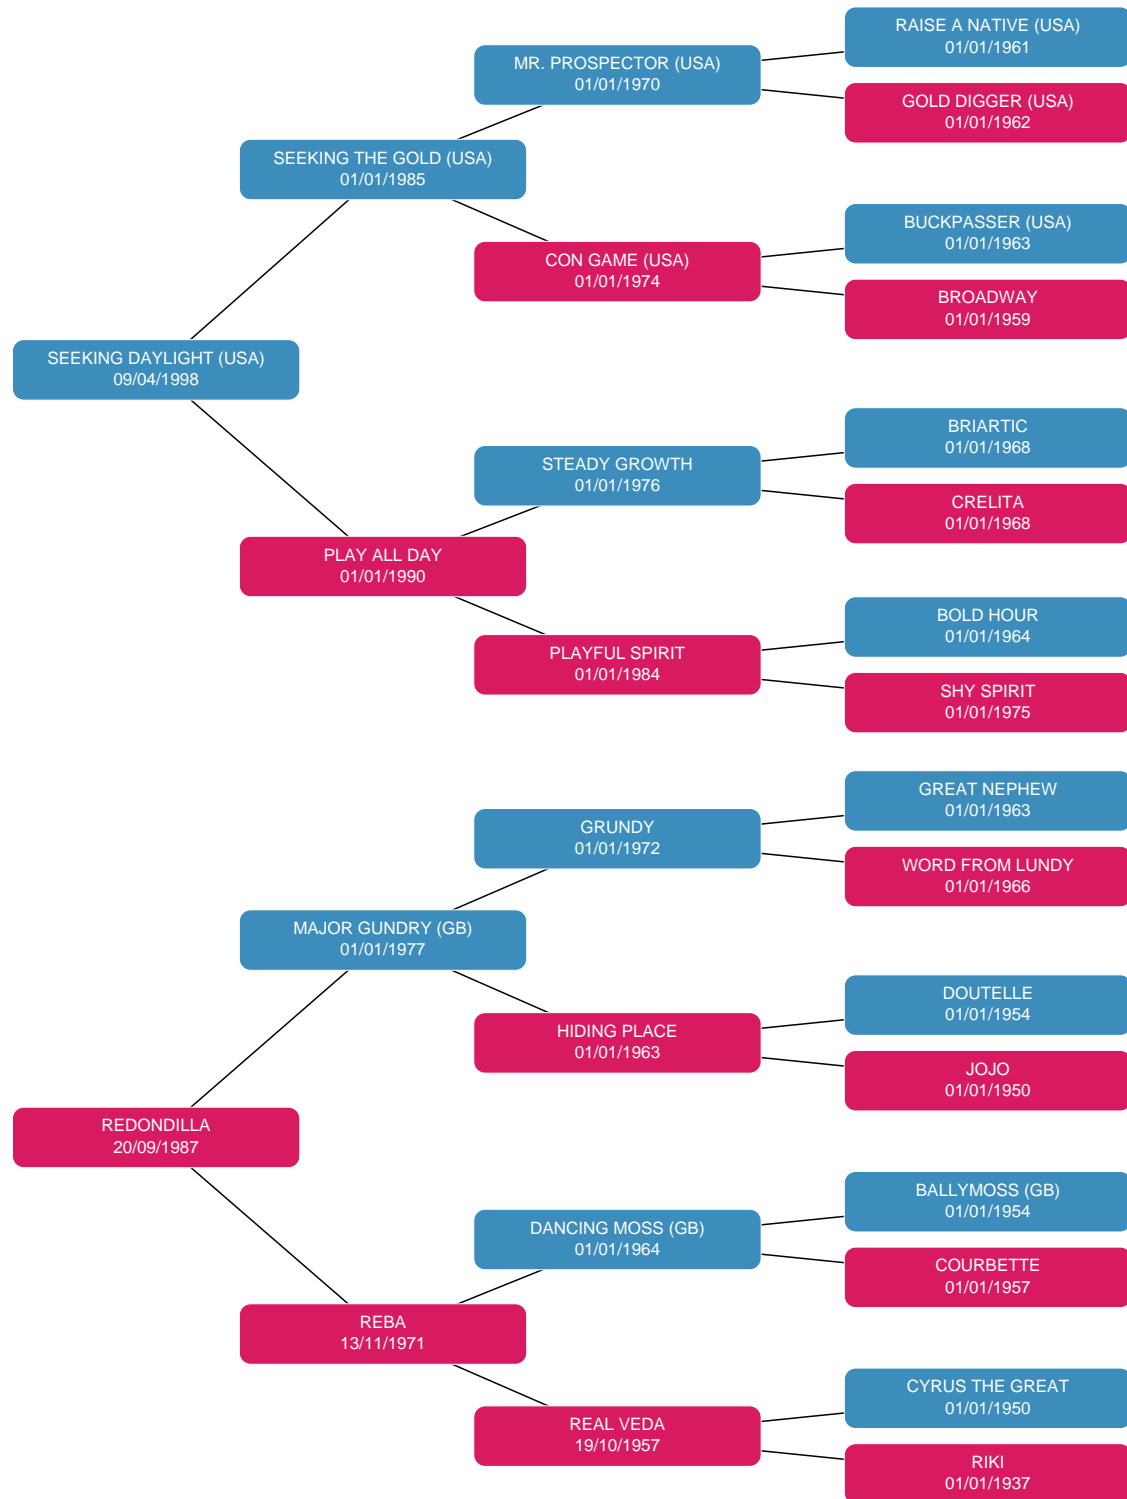 RAISE A NATIVE (USA)
01/01/1961
MR. PROSPECTOR (USA)
01/01/1970
GOLD DIGGER (USA)
01/01/1962
SEEKING THE GOLD (USA)
01/01/1985
BUCKPASSER (USA)
01/01/1963
CON GAME (USA)
01/01/1974
BROADWAY
01/01/1959
SEEKING DAYLIGHT (USA)
09/04/1998
BRIARTIC
01/01/1968
STEADY GROWTH
01/01/1976
CRELITA
01/01/1968
PLAY ALL DAY
01/01/1990
BOLD HOUR
01/01/1964
PLAYFUL SPIRIT
01/01/1984
SHY SPIRIT
01/01/1975
GREAT NEPHEW
01/01/1963
GRUNDY
01/01/1972
WORD FROM LUNDY
01/01/1966
MAJOR GUNDRY (GB)
01/01/1977
DOUTELLE
01/01/1954
HIDING PLACE
01/01/1963
JOJO
01/01/1950
REDONDILLA
20/09/1987
BALLYMOSS (GB)
01/01/1954
DANCING MOSS (GB)
01/01/1964
COURBETTE
01/01/1957
REBA
13/11/1971
CYRUS THE GREAT
01/01/1950
REAL VEDA
19/10/1957
RIKI
01/01/1937